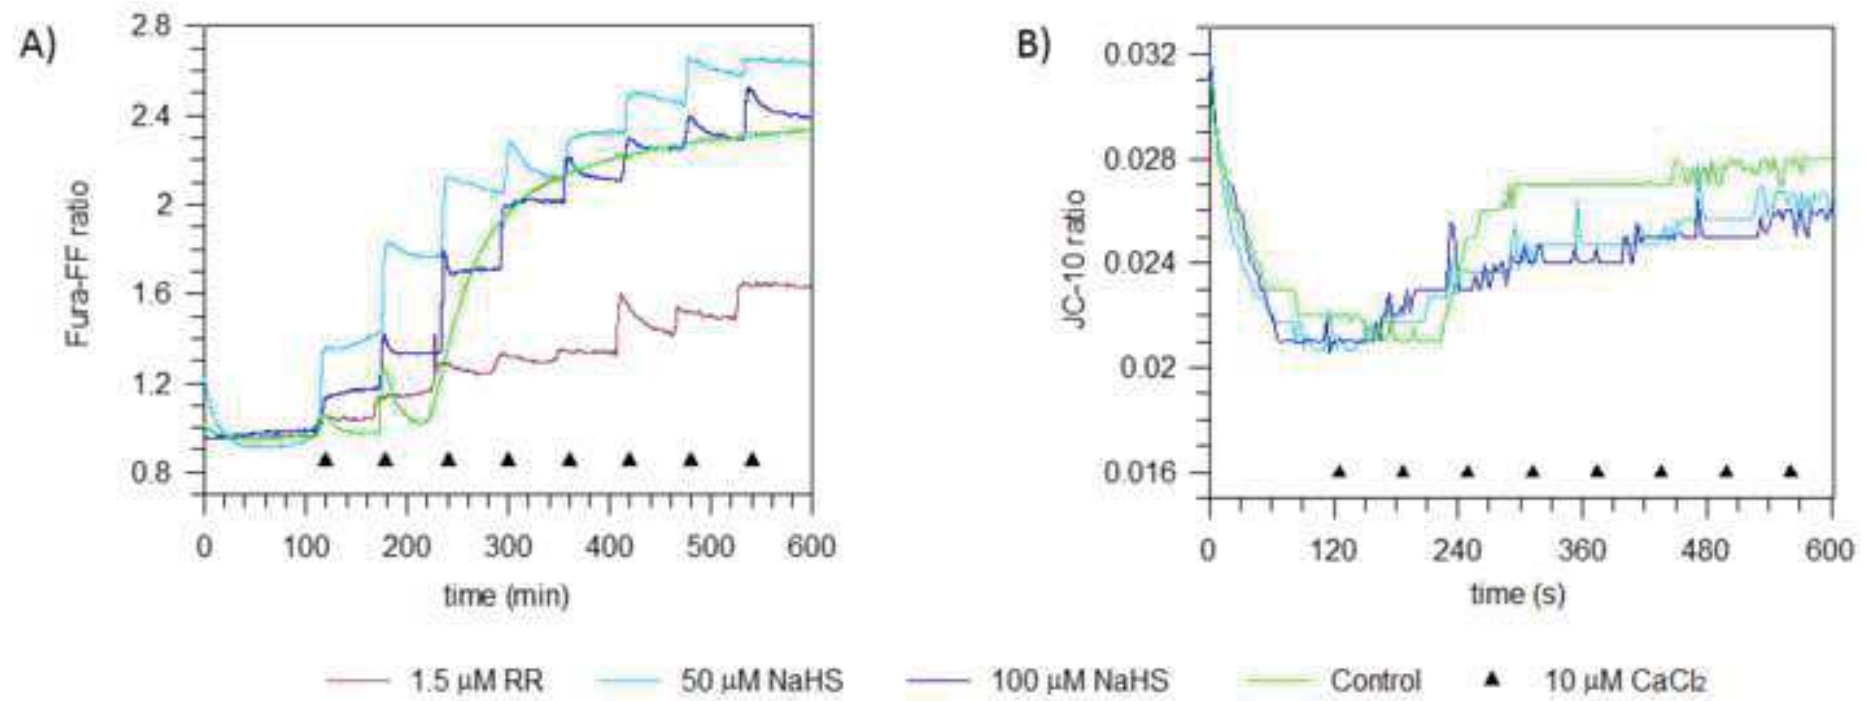 A)
Fura-FF ratio
2.8
2.4
2
1.6
1.2
0.8
0 100 200 300 400 500 600
time (min)
B)
JC-10 ratio
0.032
0.028
0.024
0.02
0.016
0 120 240 360 480 600
time (s)
1.5 µM RR 50 µM NaHS 100 µM NaHS Control ▲ 10 µM CaCl₂